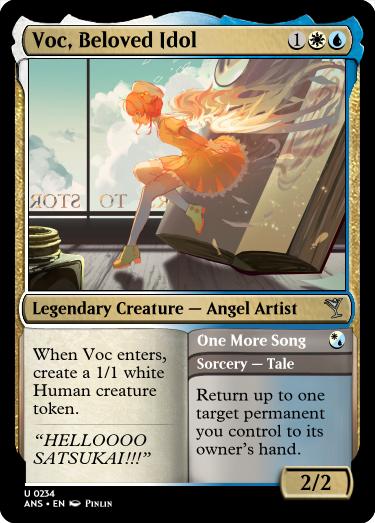 Voc, Beloved Idol 1
Legendary Creature — Angel Artist
When Voc enters,
create a 1/1 white
Human creature
token.
“HELLOOOO
SATSUKAI!!!”
One More Song
Sorcery — Tale
Return up to one
target permanent
you control to its
owner's hand.
2/2
U 0234
ANS • EN Pinlin